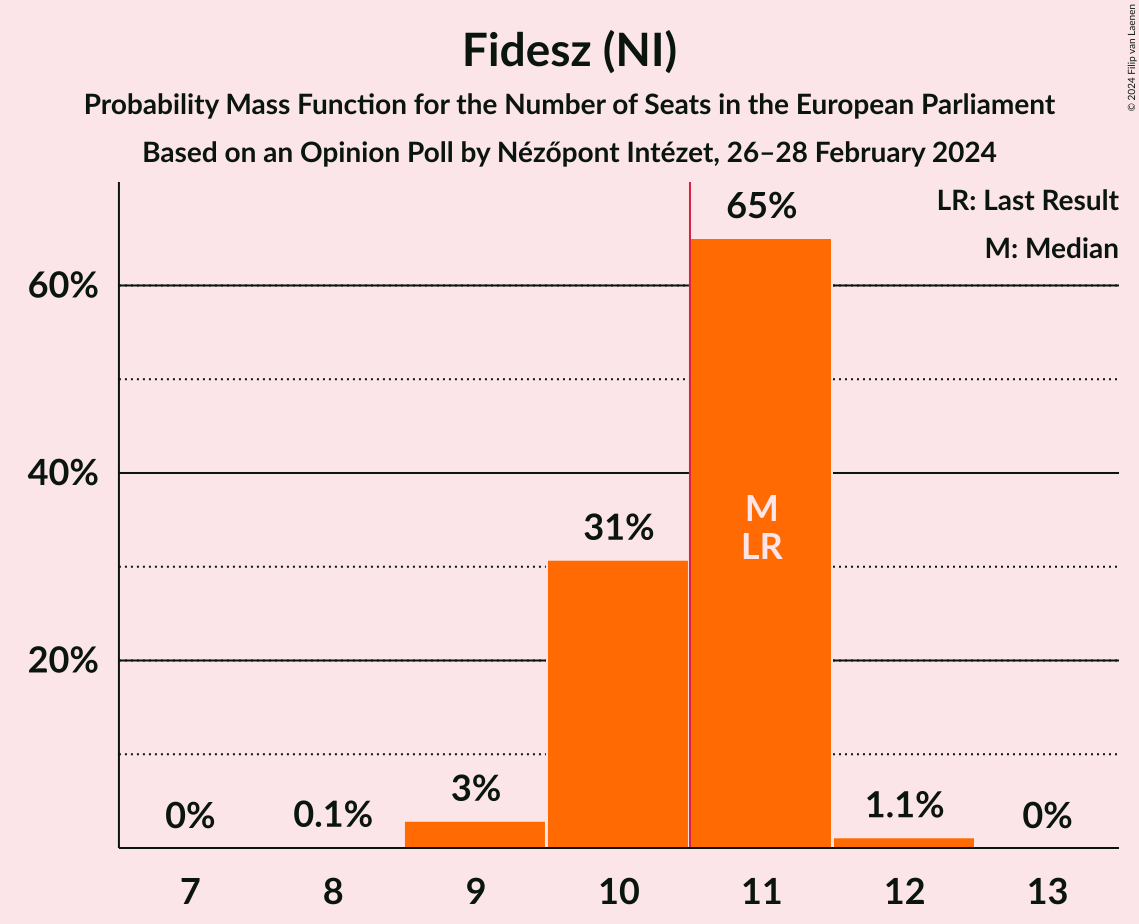 Fidesz (NI)
Probability Mass Function for the Number of Seats in the European Parliament
Based on an Opinion Poll by Nézőpont Intézet, 26–28 February 2024
© 2024 Filip van Laenen
LR: Last Result
M: Median
60%
40%
20%
0%
0.1%
3%
31%
65%
1.1%
0%
M
LR
7
8
9
10
11
12
13